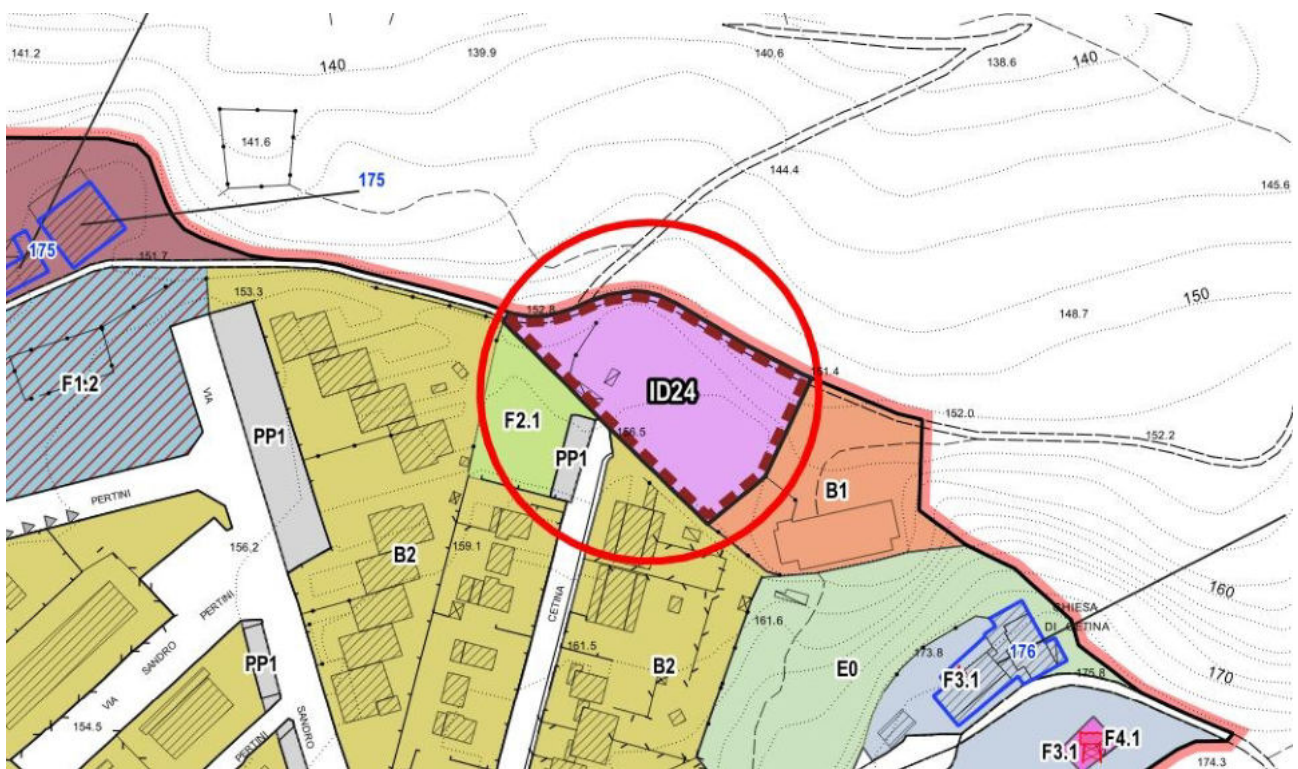 141.2
140
139.9
140.6
138.6
140
141.6
144.4
145.6
175
175
151.7
153.3
152.8
150
148.7
F1.2
VIA
PP1
F2.1
ID24
151.4
152.0
152.2
156.5
PP1
B1
PERTINI
156.2
B2
159.1
CETINA
160
CHIESA
DI CETINA
PERTINI
161.6
SANDRO
PP1
161.5
B2
E0
173.8
176
F3.1
175.8
170
VIA
154.5
PERTINI
SANDRO
F3.1
F4.1
174.3